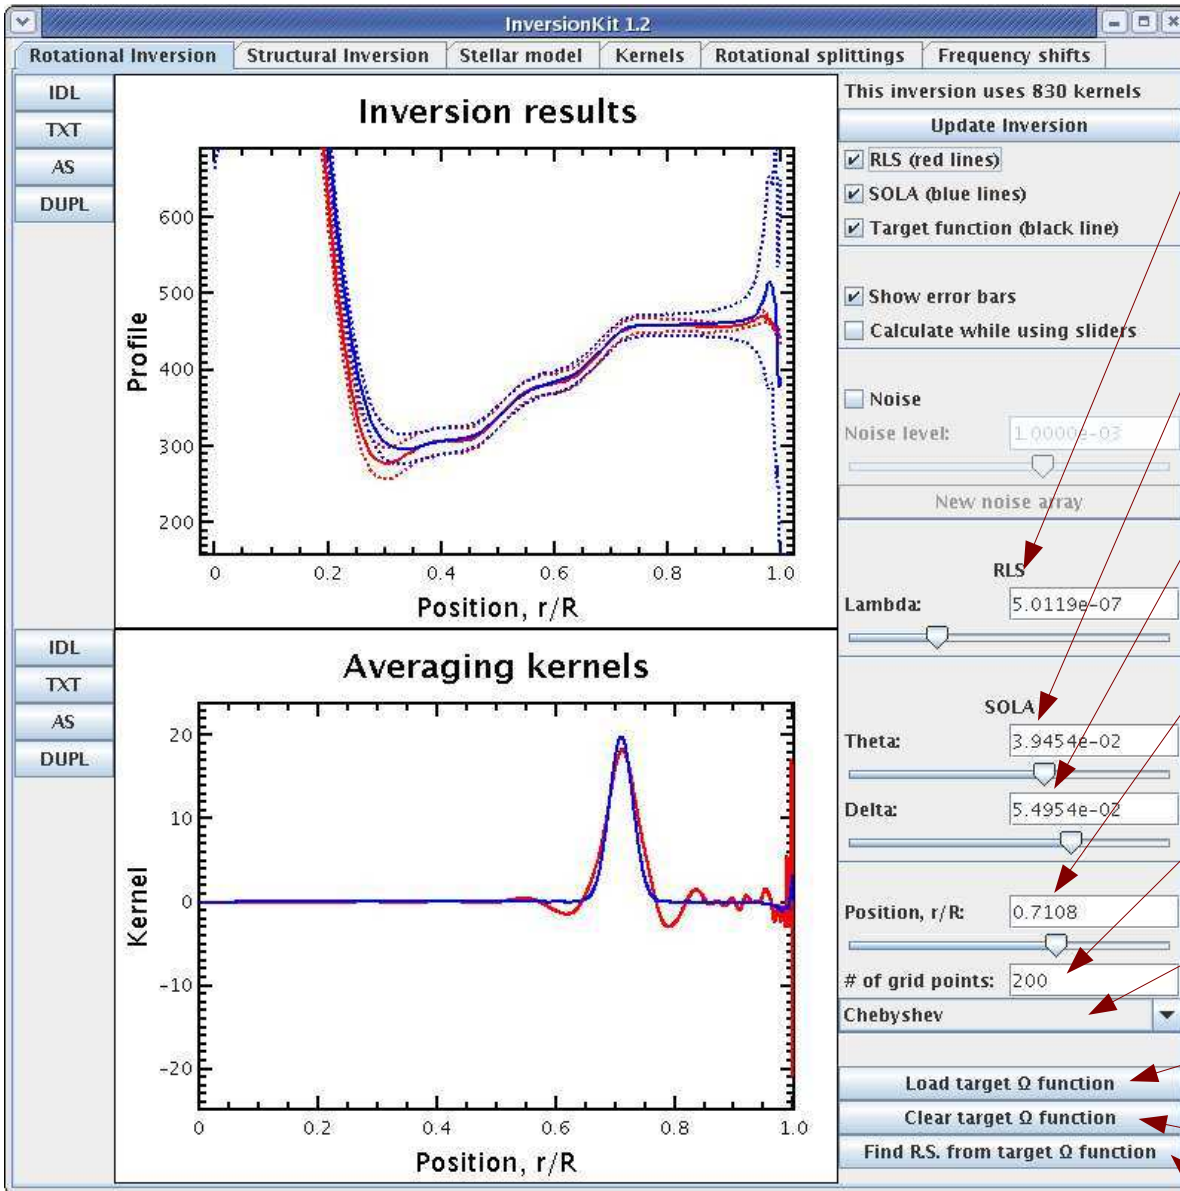 InversionKit 1.2
Rotational Inversion Structural Inversion Stellar model Kernels Rotational splittings Frequency shifts
IDL
TXT
AS
DUPL
Inversion results
Profile
600
500
400
300
200
0 0.2 0.4 0.6 0.8 1.0
Position, r/R
IDL
TXT
AS
DUPL
Averaging kernels
Kernel
20
10
0
-10
-20
0 0.2 0.4 0.6 0.8 1.0
Position, r/R
This inversion uses 830 kernels
Update Inversion
RLS (red lines)
SOLA (blue lines)
Target function (black line)
Show error bars
Calculate while using sliders
Noise
Noise level: 1.0000e-03
New noise array
RLS
Lambda: 5.0119e-07
SOLA
Theta: 3.9454e-02
Delta: 5.4954e-02
Position, r/R: 0.7108
# of grid points: 200
Chebyshev
Load target Ω function
Clear target Ω function
Find R.S. from target Ω function